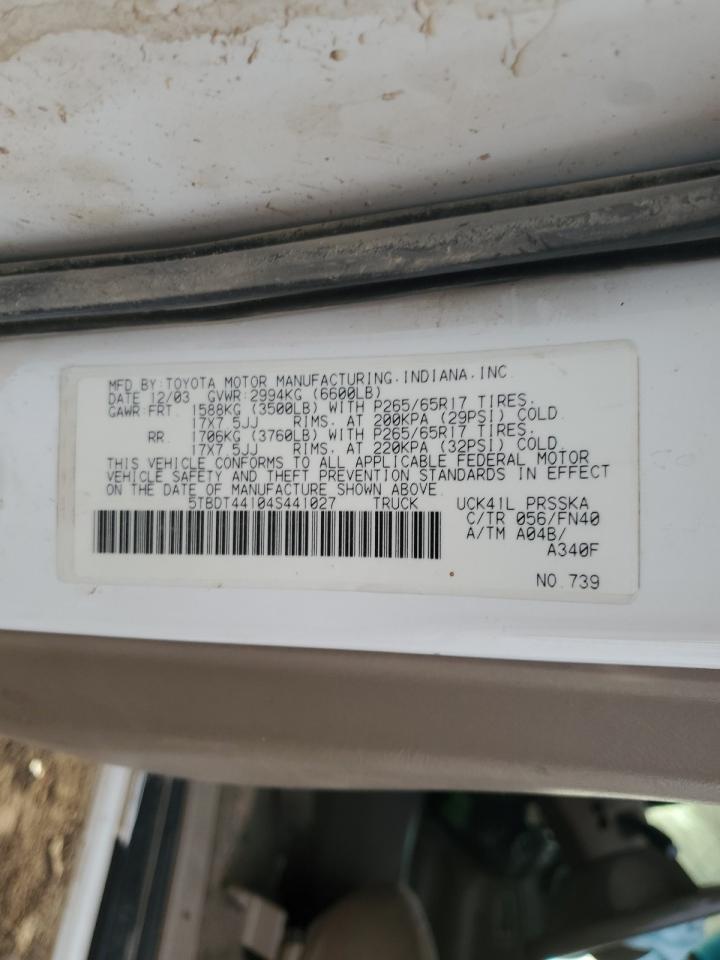 MFD BY: TOYOTA MOTOR MANUFACTURING. INDIANA. INC
DATE 12/03 GVWR: 2994KG (6600LB)
GAWR: FRT. 1588KG (3500LB) WITH P265/65R17 TIRES.
17X7.5JJ RIMS. AT 200KPA (29PSI) COLD.
RR. 1706KG (3760LB) WITH P265/65R17 TIRES.
17X7.5JJ RIMS. AT 220KPA (32PSI) COLD.
THIS VEHICLE CONFORMS TO ALL APPLICABLE FEDERAL MOTOR
VEHICLE SAFETY AND THEFT PREVENTION STANDARDS IN EFFECT
ON THE DATE OF MANUFACTURE SHOWN ABOVE.
5TBDT44104S441027 TRUCK UCK41L PRSSKA
C/TR 056/FN40
A/TM A04B/
A340F
NO. 739